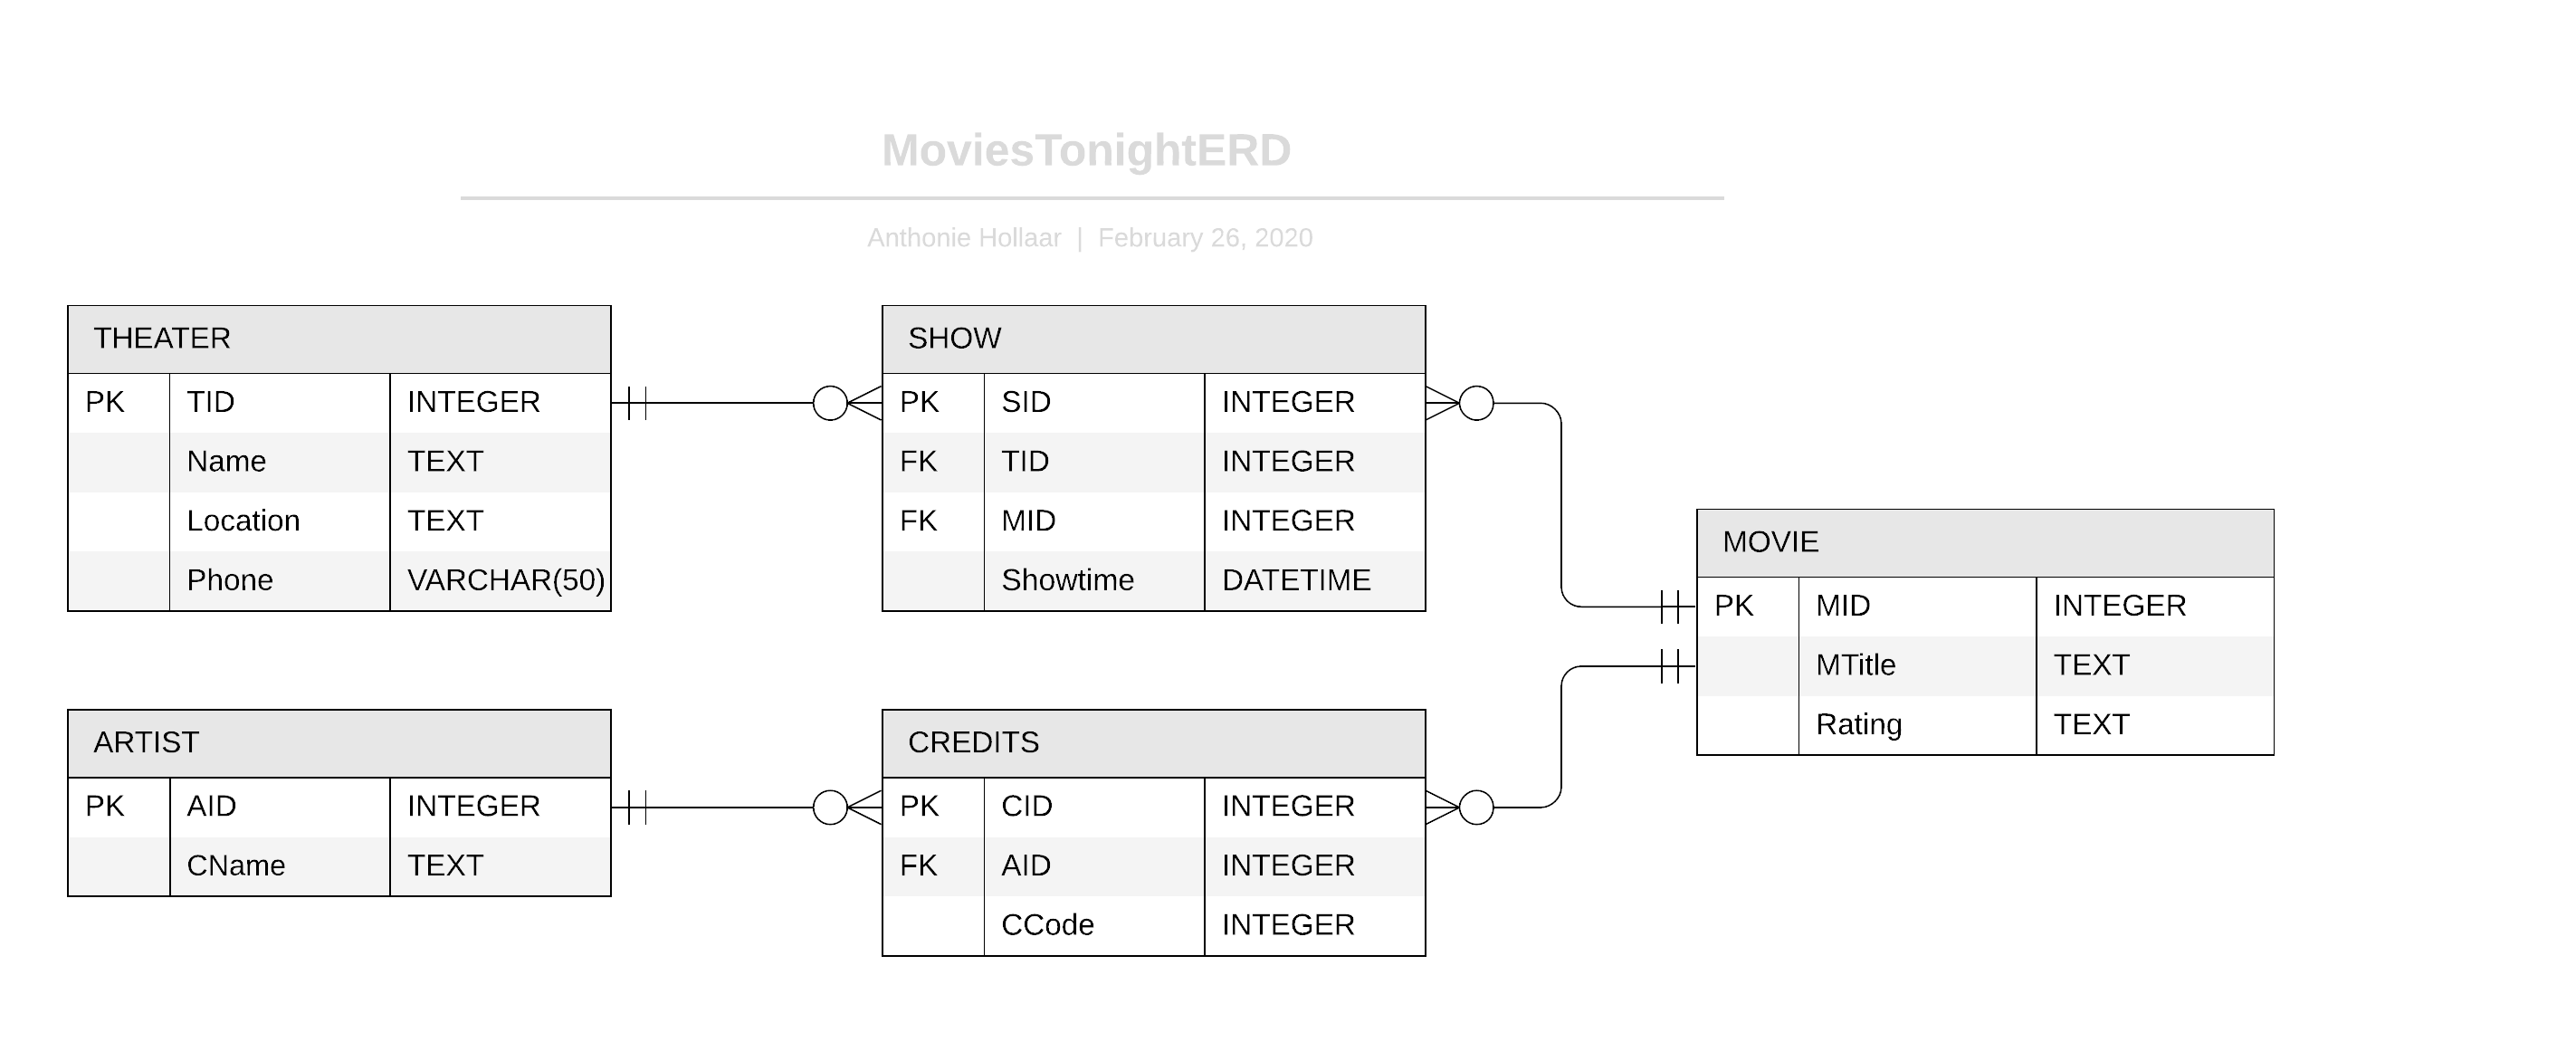 MoviesTonightERD
Anthonie Hollaar | February 26, 2020
THEATER
PK TID INTEGER
Name TEXT
Location TEXT
Phone VARCHAR(50)
SHOW
PK SID INTEGER
FK TID INTEGER
FK MID INTEGER
Showtime DATETIME
MOVIE
PK MID INTEGER
MTitle TEXT
Rating TEXT
ARTIST
PK AID INTEGER
CName TEXT
CREDITS
PK CID INTEGER
FK AID INTEGER
CCode INTEGER